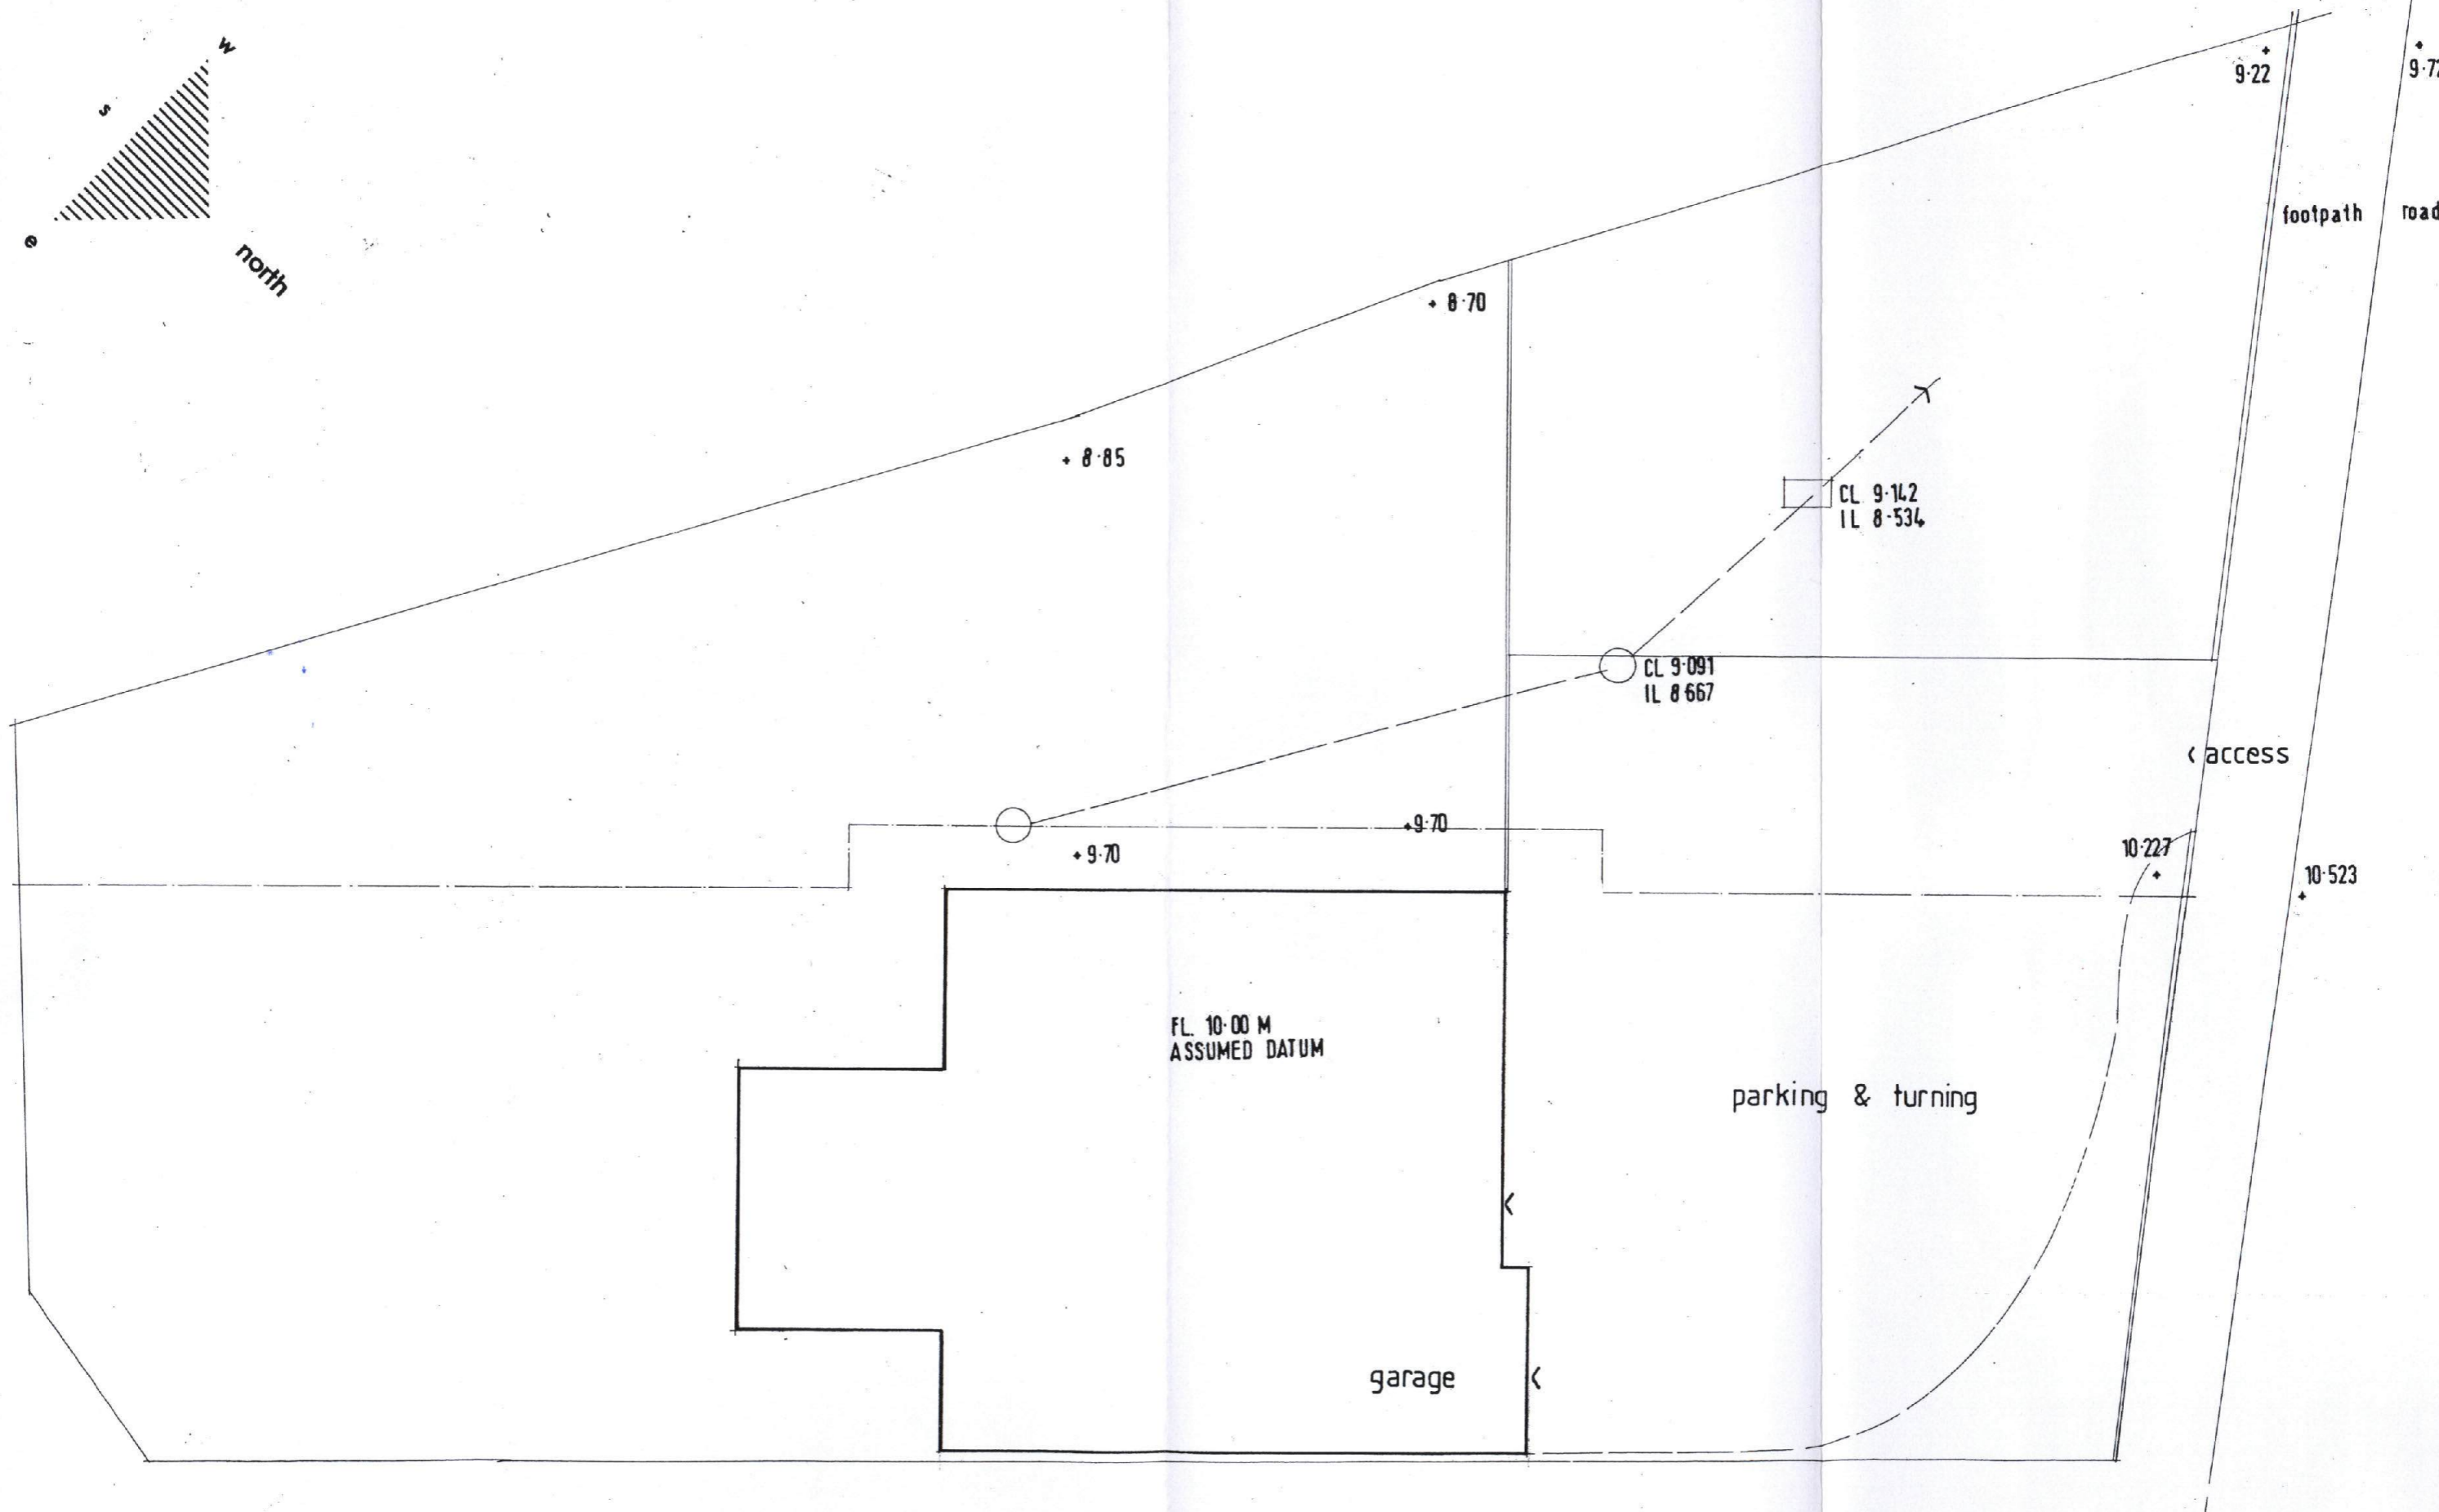 w
s
e
north
9·22
footpath
road
8·70
8·85
CL 9·142
IL 8·534
CL 9·091
IL 8·667
access
9·70
9·70
10·227
10·523
FL. 10·00 M
ASSUMED DATUM
parking & turning
garage